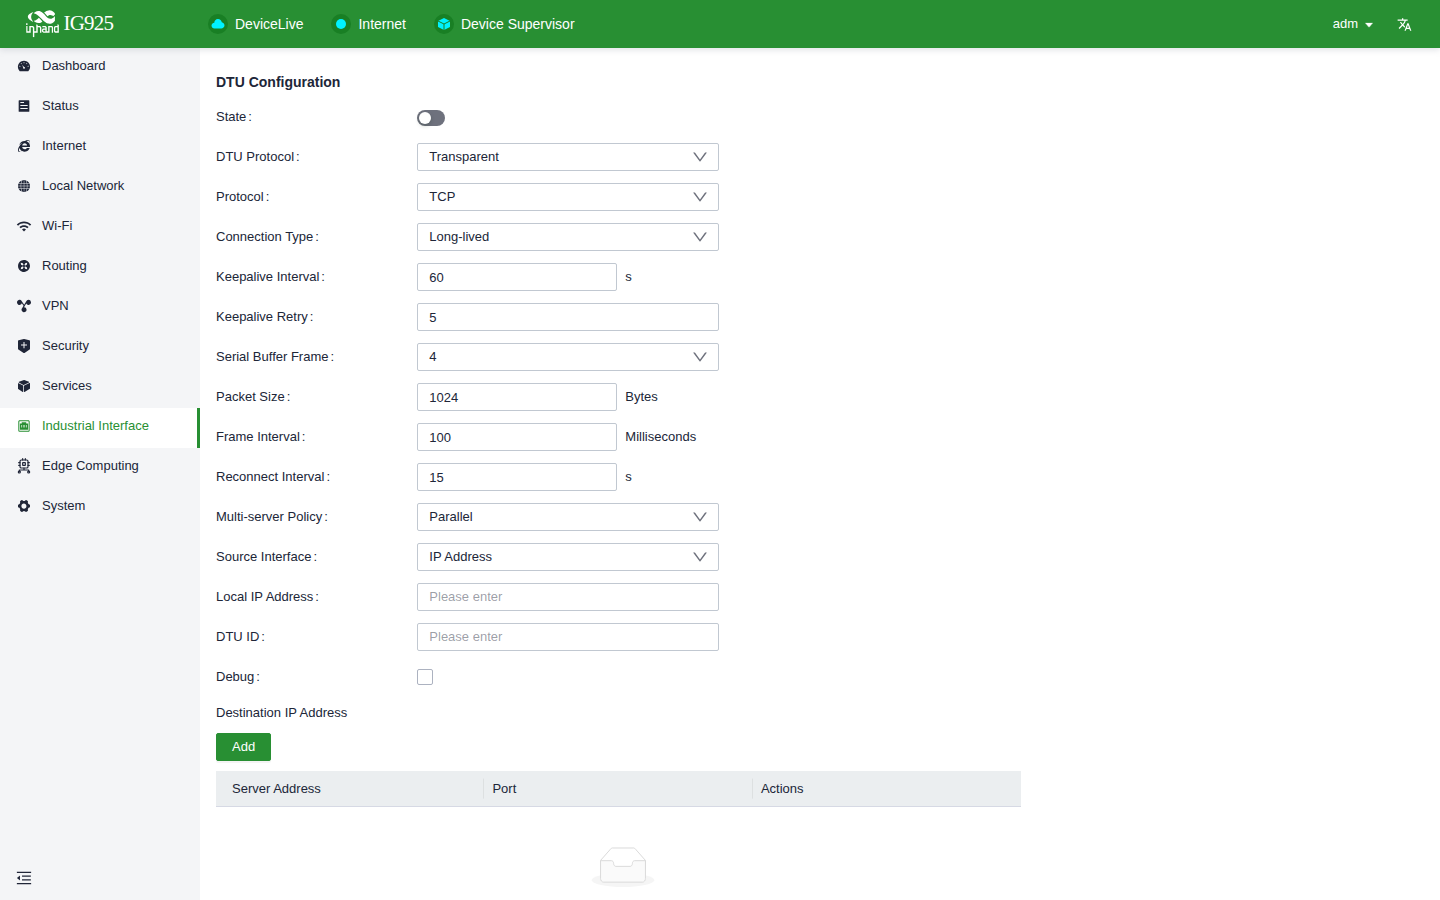 inhand IG925
DeviceLive
Internet
Device Supervisor
adm
Dashboard
Status
Internet
Local Network
Wi-Fi
Routing
VPN
Security
Services
Industrial Interface
Edge Computing
System
DTU Configuration
State:
DTU Protocol: Transparent
Protocol: TCP
Connection Type: Long-lived
Keepalive Interval: 60 s
Keepalive Retry: 5
Serial Buffer Frame: 4
Packet Size: 1024 Bytes
Frame Interval: 100 Milliseconds
Reconnect Interval: 15 s
Multi-server Policy: Parallel
Source Interface: IP Address
Local IP Address: Please enter
DTU ID: Please enter
Debug:
Destination IP Address
Add
Server Address Port Actions